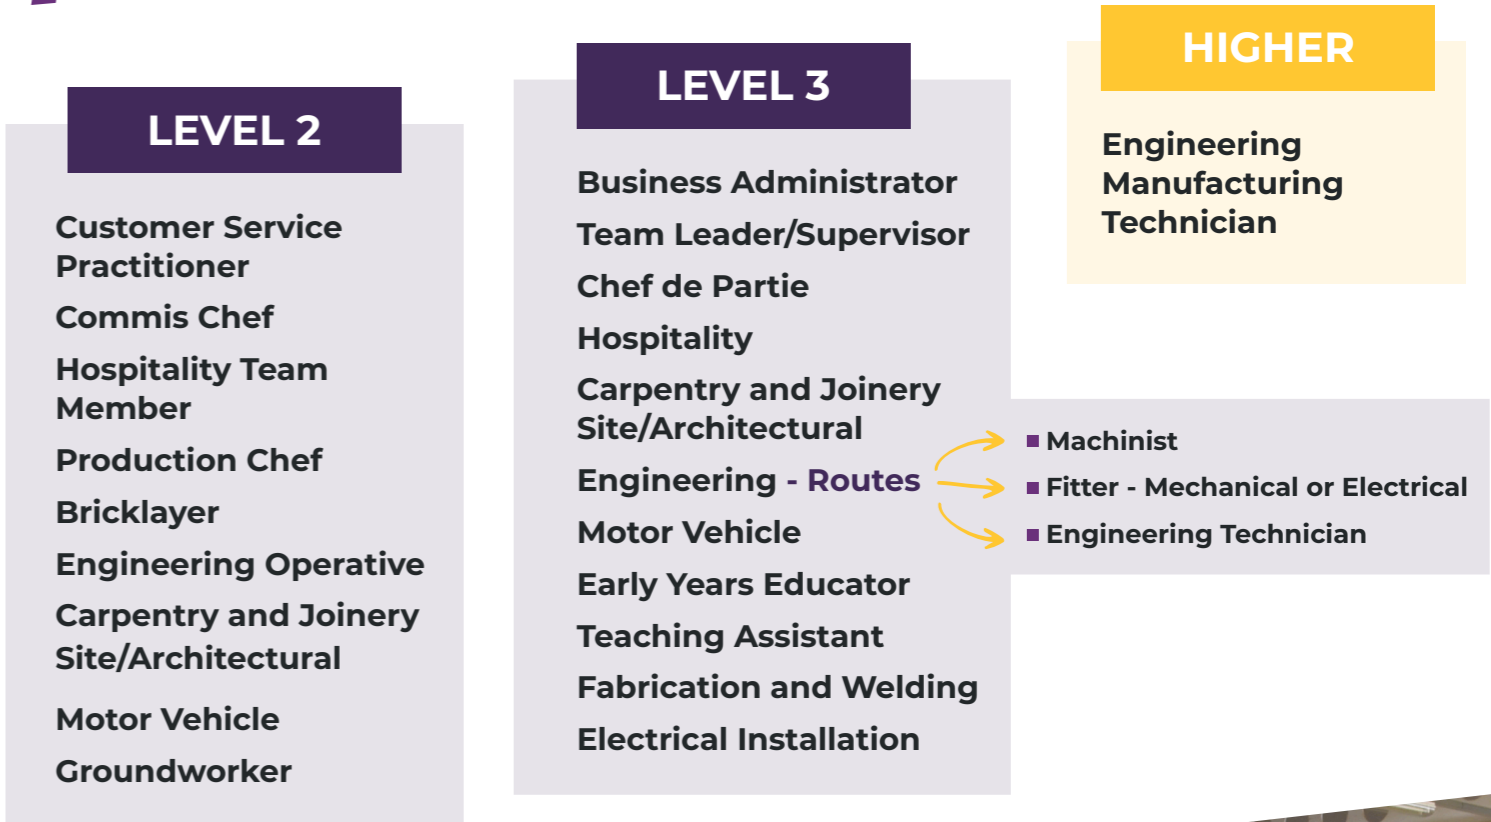 LEVEL 2
Customer Service
Practitioner
Commis Chef
Hospitality Team
Member
Production Chef
Bricklayer
Engineering Operative
Carpentry and Joinery
Site/Architectural
Motor Vehicle
Groundworker
LEVEL 3
Business Administrator
Team Leader/Supervisor
Chef de Partie
Hospitality
Carpentry and Joinery
Site/Architectural
Engineering - Routes
Motor Vehicle
Early Years Educator
Teaching Assistant
Fabrication and Welding
Electrical Installation
Machinist
Fitter - Mechanical or Electrical
Engineering Technician
HIGHER
Engineering
Manufacturing
Technician